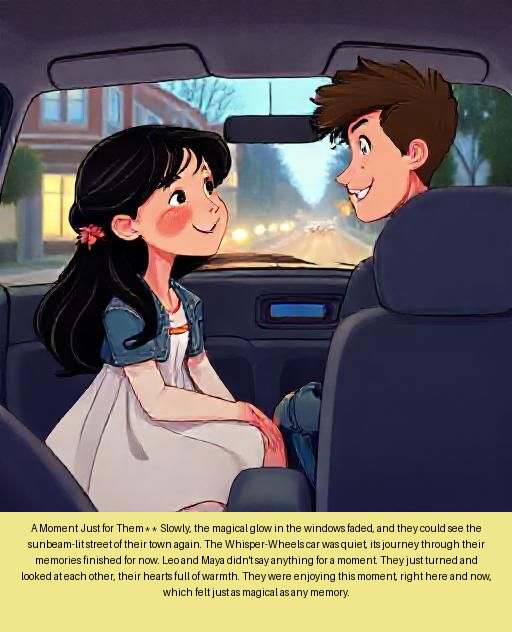 A Moment Just for Them** Slowly, the magical glow in the windows faded, and they could see the
sunbeam-lit street of their town again. The Whisper-Wheels car was quiet, its journey through their
memories finished for now. Leo and Maya didn't say anything for a moment. They just turned and
looked at each other, their hearts full of warmth. They were enjoying this moment, right here and now,
which felt just as magical as any memory.